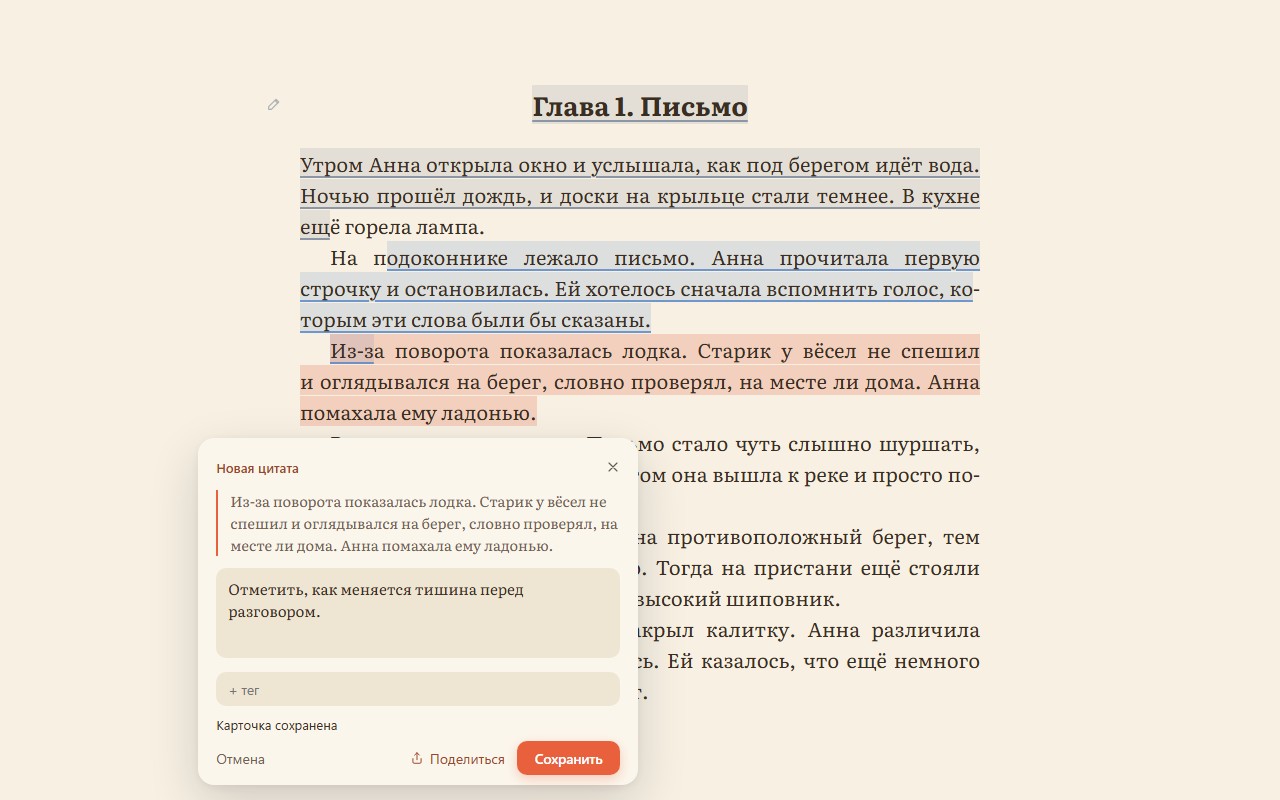 Глава 1. Письмо
Утром Анна открыла окно и услышала, как под берегом идёт вода.
Ночью прошёл дождь, и доски на крыльце стали темнее. В кухне
ещё горела лампа.
На подоконнике лежало письмо. Анна прочитала первую
строчку и остановилась. Ей хотелось сначала вспомнить голос, ко-
торым эти слова были бы сказаны.
Из-за поворота показалась лодка. Старик у вёсел не спешил
и оглядывался на берег, словно проверял, на месте ли дома. Анна
помахала ему ладонью.
стало чуть слышно шуршать,
она вышла к реке и просто по-
на противоположный берег, тем
Тогда на пристани ещё стояли
высокий шиповник.
калитку. Анна различила
Ей казалось, что ещё немного
Новая цитата
Из-за поворота показалась лодка. Старик у вёсел не
спешил и оглядывался на берег, словно проверял, на
месте ли дома. Анна помахала ему ладонью.
Отметить, как меняется тишина перед
разговором.
+ тег
Карточка сохранена
Отмена
Поделиться
Сохранить